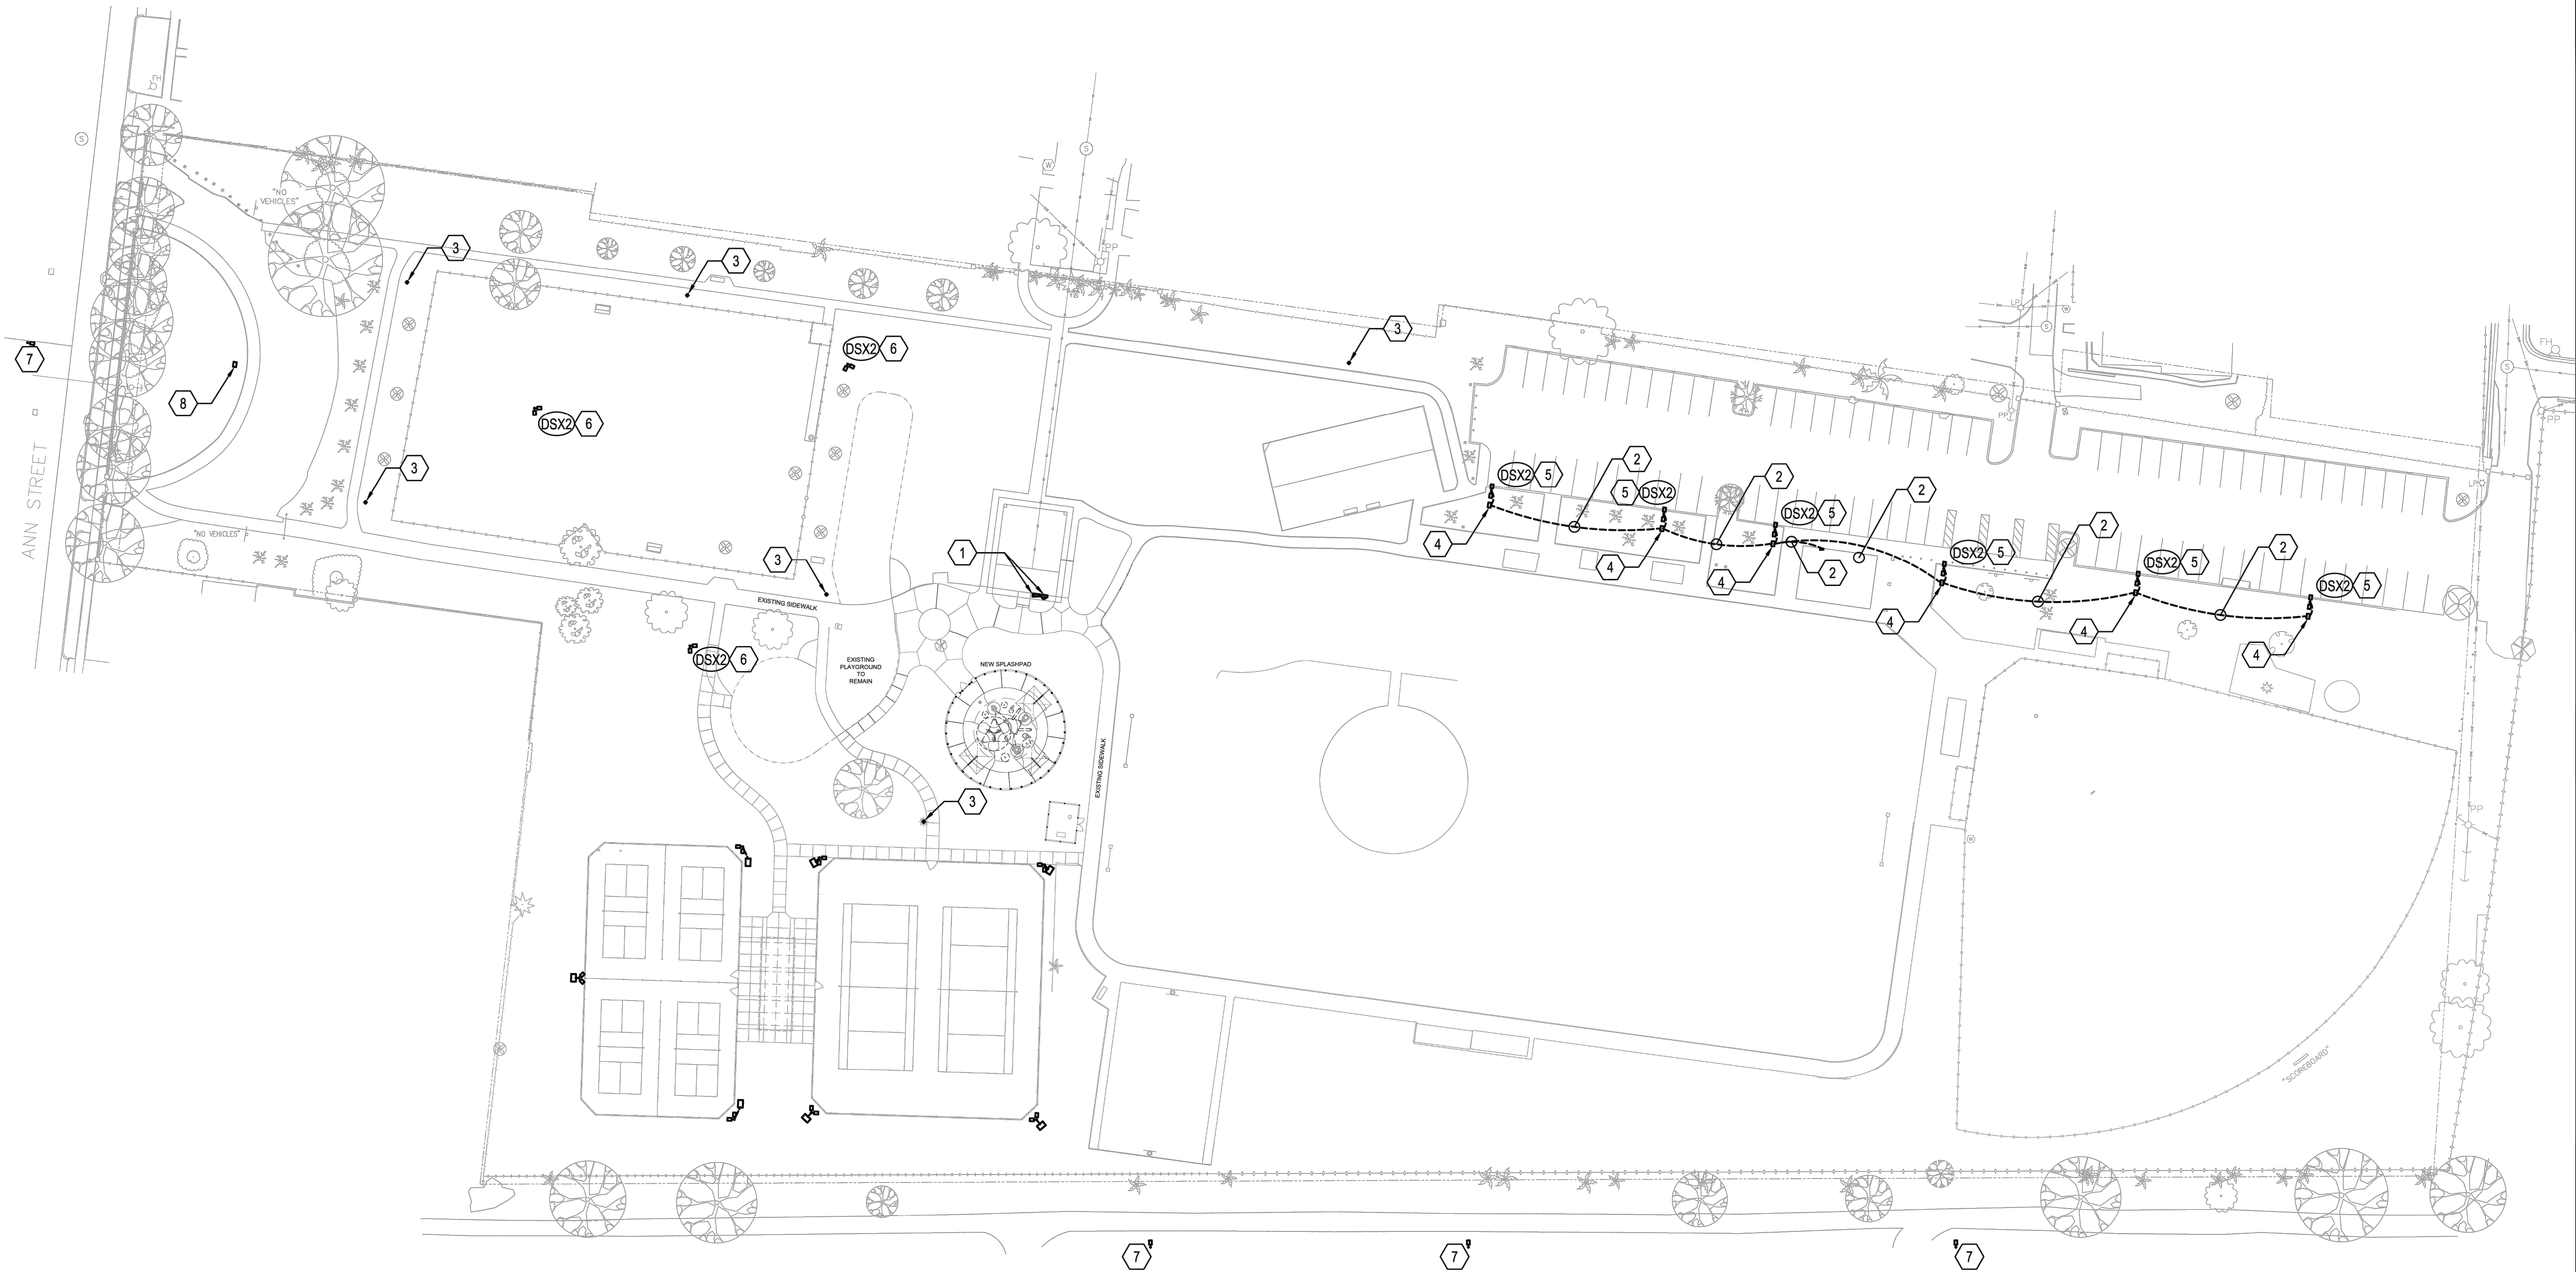 FH
S
"NO
VEHICLES"
W
S
PP
3
3
3
LP
W
S
FH
S
PP
PP
LP
7
8
DSX2 6
DSX2 6
ANN STREET
3
"NO VEHICLES"
3
1
4
DSX2 5
2
5 DSX2
4
2
DSX2 5
4
2
2
DSX2 5
4
2
DSX2 5
4
2
DSX2 5
4
EXISTING SIDEWALK
DSX2 6
EXISTING
PLAYGROUND
TO
REMAIN
NEW SPLASHPAD
EXISTING SIDEWALK
3
W
PP
"SCOREBOARD"
7
7
7